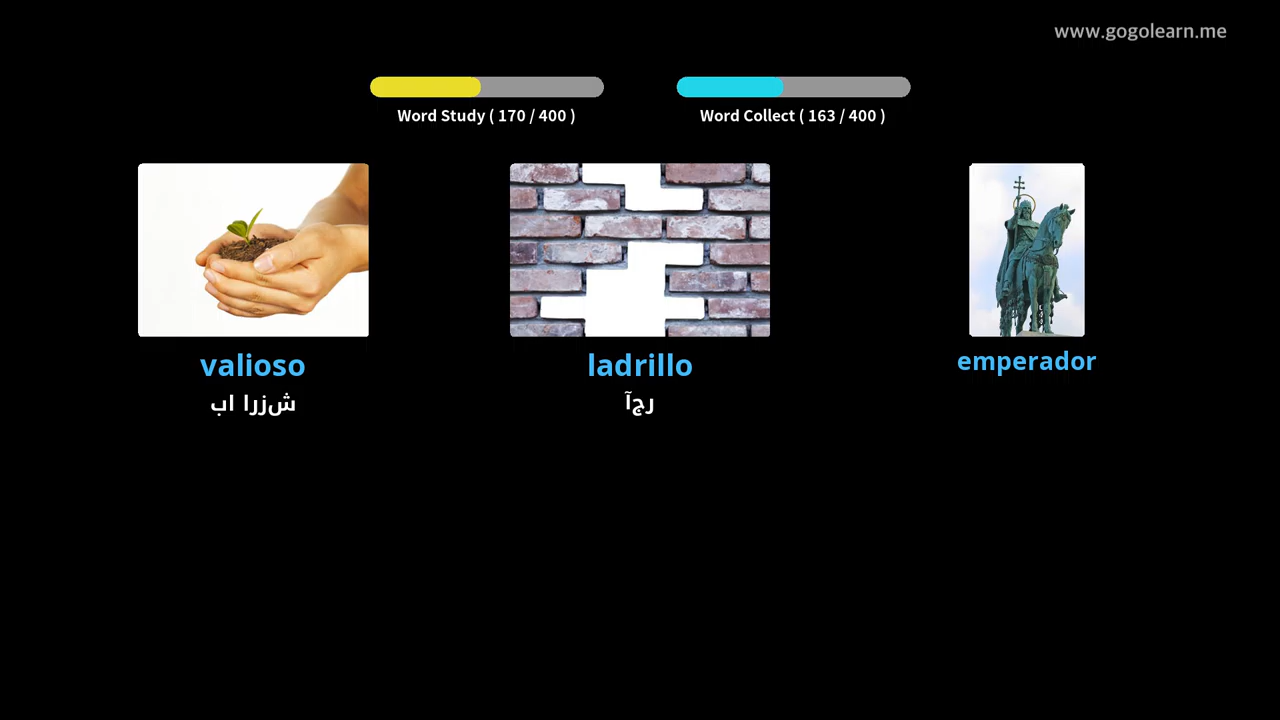 www.gogolearn.me
Word Study ( 170 / 400 )
Word Collect ( 163 / 400 )
valioso
شزرا اب
ladrillo
رجآ
emperador